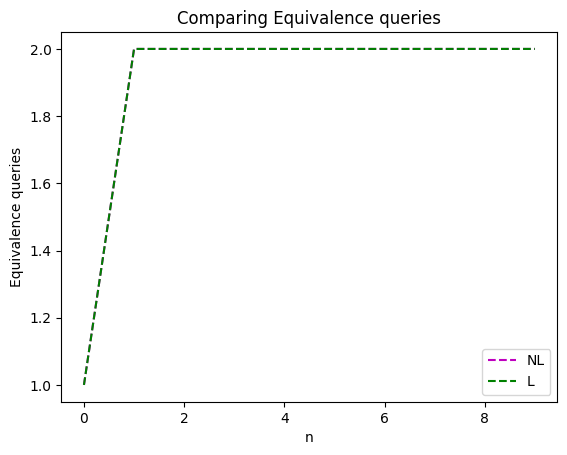 Comparing Equivalence queries
2.0
1.8
1.6
1.4
1.2
1.0
Equivalence queries
0 2 4 6 8
n
NL
L